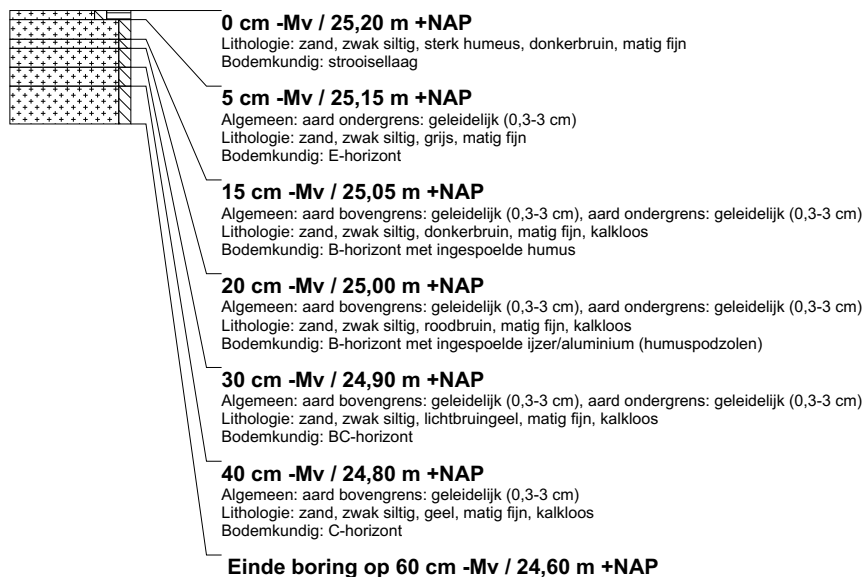 0 cm -Mv / 25,20 m +NAP
Lithologie: zand, zwak siltig, sterk humeus, donkerbruin, matig fijn
Bodemkundig: strooisellaag
5 cm -Mv / 25,15 m +NAP
Algemeen: aard ondergrens: geleidelijk (0,3-3 cm)
Lithologie: zand, zwak siltig, grijs, matig fijn
Bodemkundig: E-horizont
15 cm -Mv / 25,05 m +NAP
Algemeen: aard bovengrens: geleidelijk (0,3-3 cm), aard ondergrens: geleidelijk (0,3-3 cm)
Lithologie: zand, zwak siltig, donkerbruin, matig fijn, kalkloos
Bodemkundig: B-horizont met ingespoelde humus
20 cm -Mv / 25,00 m +NAP
Algemeen: aard bovengrens: geleidelijk (0,3-3 cm), aard ondergrens: geleidelijk (0,3-3 cm)
Lithologie: zand, zwak siltig, roodbruin, matig fijn, kalkloos
Bodemkundig: B-horizont met ingespoelde ijzer/aluminium (humuspodzolen)
30 cm -Mv / 24,90 m +NAP
Algemeen: aard bovengrens: geleidelijk (0,3-3 cm), aard ondergrens: geleidelijk (0,3-3 cm)
Lithologie: zand, zwak siltig, lichtbruingeel, matig fijn, kalkloos
Bodemkundig: BC-horizont
40 cm -Mv / 24,80 m +NAP
Algemeen: aard bovengrens: geleidelijk (0,3-3 cm)
Lithologie: zand, zwak siltig, geel, matig fijn, kalkloos
Bodemkundig: C-horizont
Einde boring op 60 cm -Mv / 24,60 m +NAP